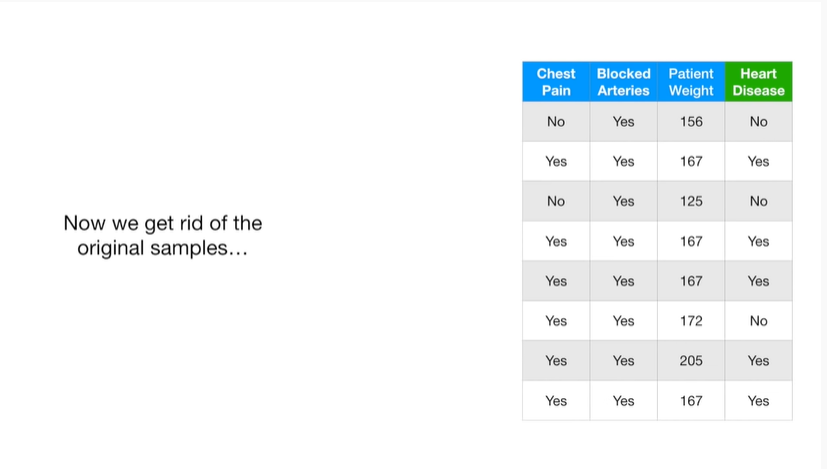 Now we get rid of the
original samples…
Chest Pain Blocked Arteries Patient Weight Heart Disease
No Yes 156 No
Yes Yes 167 Yes
No Yes 125 No
Yes Yes 167 Yes
Yes Yes 167 Yes
Yes Yes 172 No
Yes Yes 205 Yes
Yes Yes 167 Yes